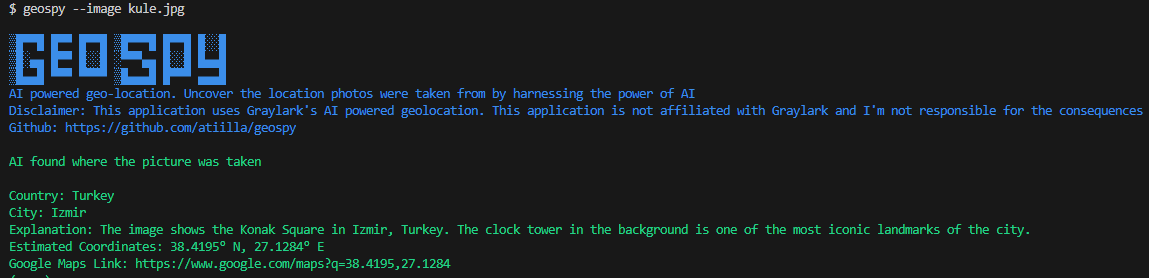 $ geospy --image kule.jpg
GEO SPY
AI powered geo-location. Uncover the location photos were taken from by harnessing the power of AI
Disclaimer: This application uses Graylark's AI powered geolocation. This application is not affiliated with Graylark and I'm not responsible for the consequences
Github: https://github.com/atiilla/geospy
AI found where the picture was taken
Country: Turkey
City: Izmir
Explanation: The image shows the Konak Square in Izmir, Turkey. The clock tower in the background is one of the most iconic landmarks of the city.
Estimated Coordinates: 38.4195° N, 27.1284° E
Google Maps Link: https://www.google.com/maps?q=38.4195,27.1284